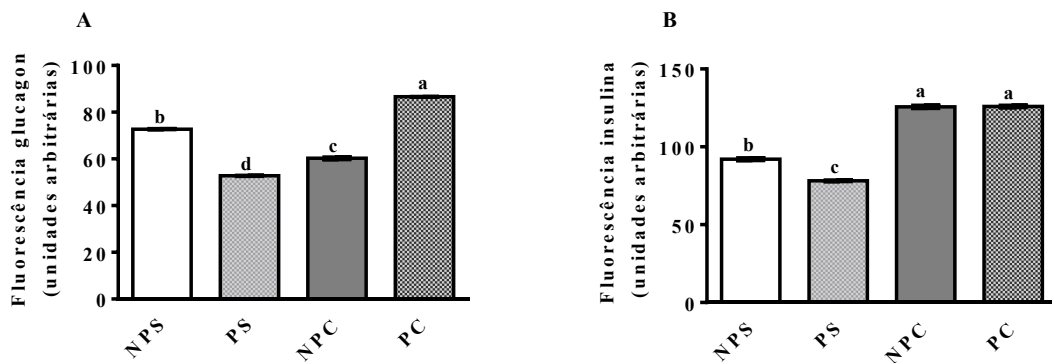 A
Fluorescência glucagon
(unidades arbitrárias)
100
80
60
40
20
0
b
d
c
a
NPS
PS
NPC
PC
B
Fluorescência insulina
(unidades arbitrárias)
150
100
50
0
b
c
a
a
NPS
PS
NPC
PC